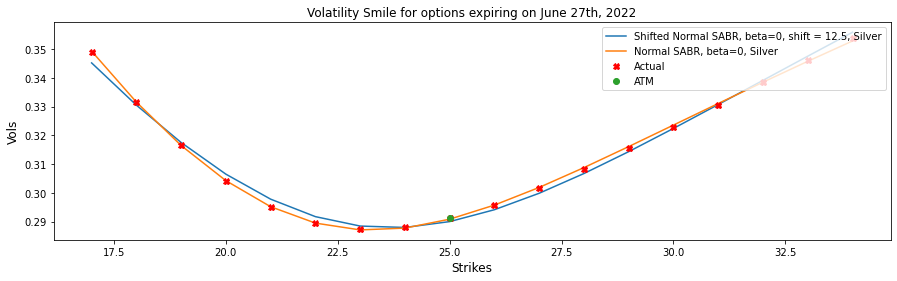 Volatility Smile for options expiring on June 27th, 2022
Shifted Normal SABR, beta=0, shift = 12.5, Silver
Normal SABR, beta=0, Silver
Actual
ATM
Vols
0.35
0.34
0.33
0.32
0.31
0.30
0.29
17.5
20.0
22.5
25.0
27.5
30.0
32.5
Strikes